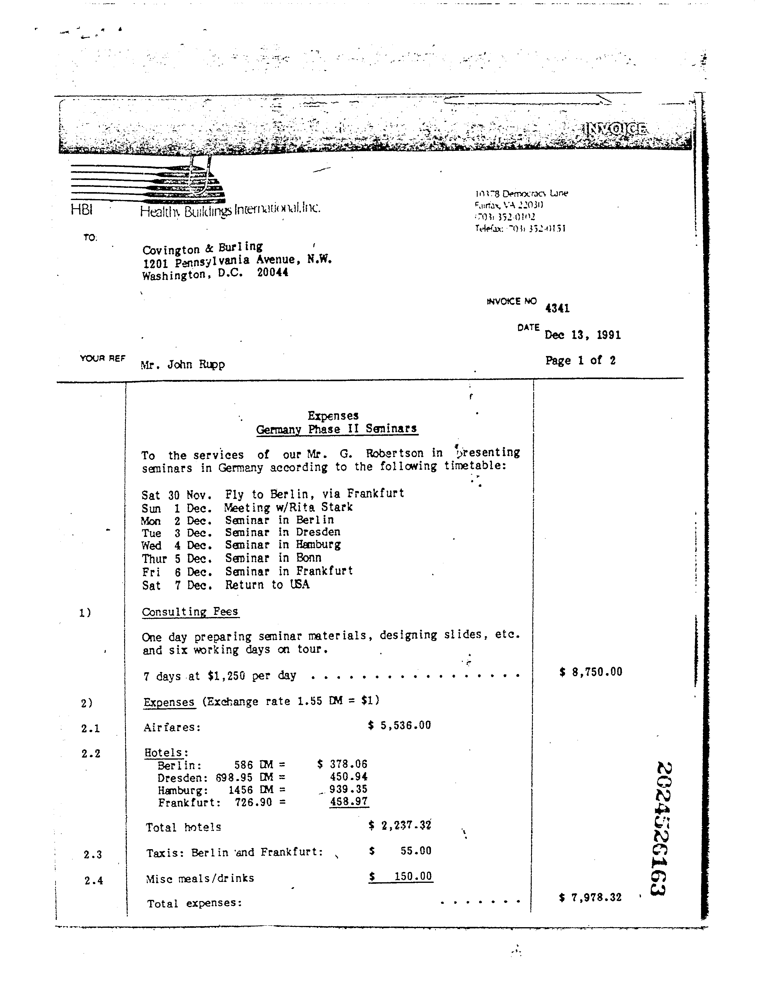 INVOICE
HBI
Healthy Buildings International, Inc.
10378 Democracy Lane
Fairfax, VA 22030
(703) 352-0102
Telefax: (703) 352-0151
TO.
Covington & Burling
1201 Pennsylvania Avenue, N.W.
Washington, D.C. 20044
INVOICE NO 4341
DATE Dec 13, 1991
YOUR REF Mr. John Rupp
Page 1 of 2
Expenses
Germany Phase II Seminars
To the services of our Mr. G. Robertson in presenting
seminars in Germany according to the following timetable:
Sat 30 Nov. Fly to Berlin, via Frankfurt
Sun 1 Dec. Meeting w/Rita Stark
Mon 2 Dec. Seminar in Berlin
Tue 3 Dec. Seminar in Dresden
Wed 4 Dec. Seminar in Hamburg
Thur 5 Dec. Seminar in Bonn
Fri 6 Dec. Seminar in Frankfurt
Sat 7 Dec. Return to USA
1) Consulting Fees
One day preparing seminar materials, designing slides, etc.
and six working days on tour.
7 days at $1,250 per day . . . . . . . . . . . . . . . . . $ 8,750.00
2) Expenses (Exchange rate 1.55 DM = $1)
2.1 Airfares: $ 5,536.00
2.2 Hotels:
Berlin: 586 DM = $ 378.06
Dresden: 698.95 DM = 450.94
Hamburg: 1456 DM = 939.35
Frankfurt: 726.90 = 468.97
Total hotels $ 2,237.32
2.3 Taxis: Berlin and Frankfurt: $ 55.00
2.4 Misc meals/drinks $ 150.00
Total expenses: . . . . . . . $ 7,978.32
2024526163